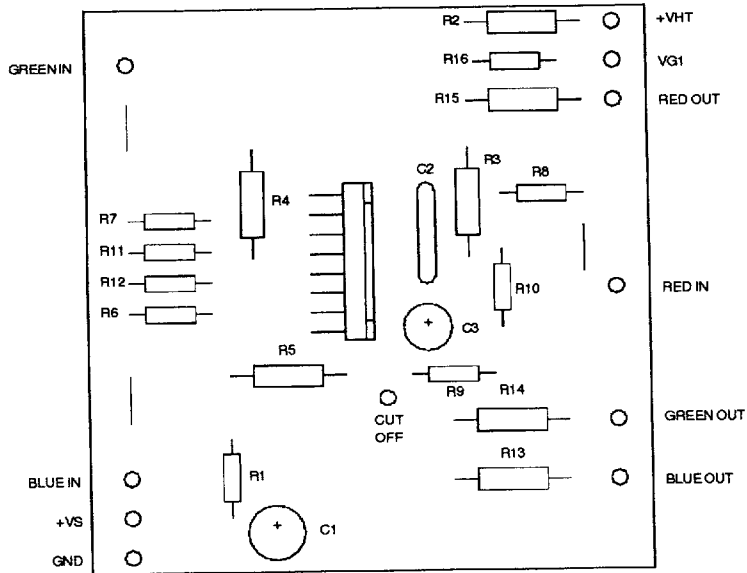 R2
+VHT
GREEN IN
R16
VG1
R15
RED OUT
C2
R3
R8
R4
R7
R11
R12
R10
RED IN
R6
C3
R5
R9
R14
CUT
OFF
GREEN OUT
R13
R1
BLUE IN
BLUE OUT
+VS
+
C1
GND
+